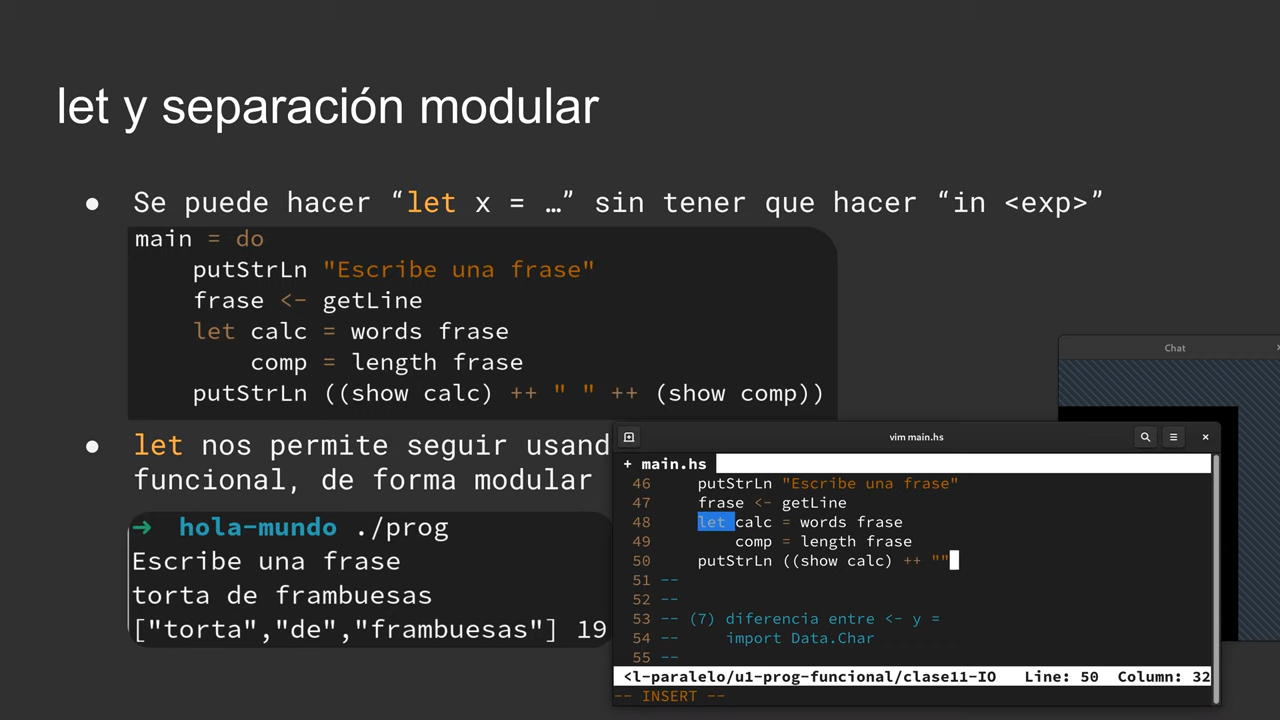 let y separación modular
● Se puede hacer “let x = …” sin tener que hacer “in <exp>”
main = do
putStrLn "Escribe una frase"
frase <- getLine
let calc = words frase
comp = length frase
putStrLn ((show calc) ++ " " ++ (show comp))
● let nos permite seguir usand
funcional, de forma modular
→ hola-mundo ./prog
Escribe una frase
torta de frambuesas
["torta","de","frambuesas"] 19
Chat
vim main.hs
+ main.hs
46 putStrLn "Escribe una frase"
47 frase <- getLine
48 let calc = words frase
49 comp = length frase
50 putStrLn ((show calc) ++ ""
51 --
52 --
53 -- (7) diferencia entre <- y =
54 -- import Data.Char
55 --
<l-paralelo/u1-prog-funcional/clase11-IO Line: 50 Column: 32
-- INSERT --